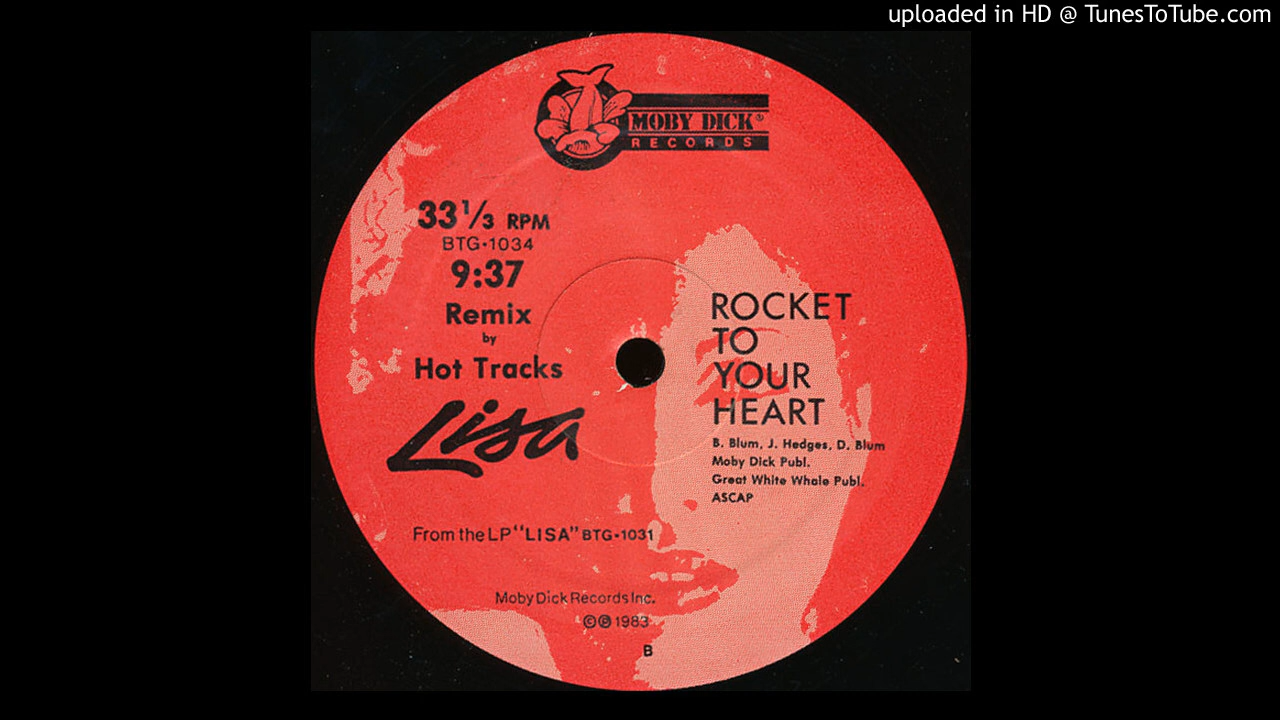 uploaded in HD @ TunesToTube.com
MOBY DICK®
RECORDS
33 1/3 RPM
BTG•1034
9:37
Remix
by
Hot Tracks
Lisa
ROCKET
TO
YOUR
HEART
B. Blum, J. Hedges, D. Blum
Moby Dick Publ.
Great White Whale Publ.
ASCAP
From the LP "LISA" BTG•1031
Moby Dick Records Inc.
©℗ 1983
B